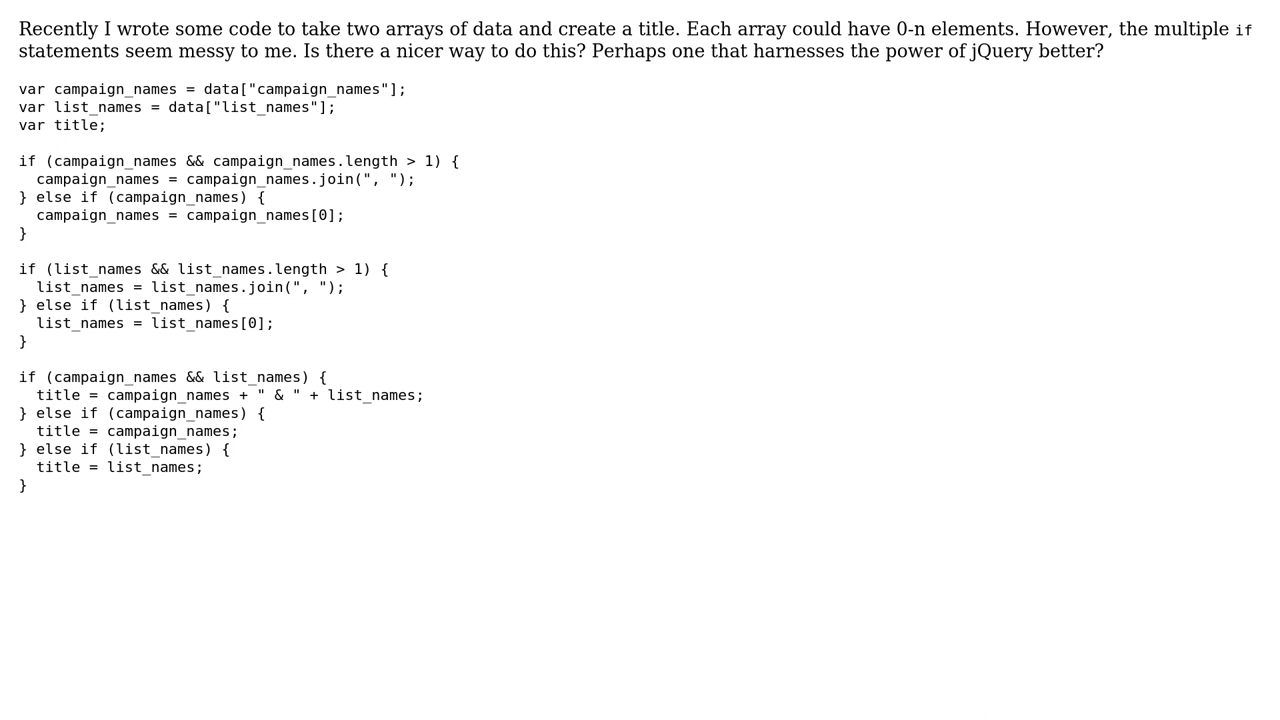 Recently I wrote some code to take two arrays of data and create a title. Each array could have 0-n elements. However, the multiple if
statements seem messy to me. Is there a nicer way to do this? Perhaps one that harnesses the power of jQuery better?

var campaign_names = data["campaign_names"];
var list_names = data["list_names"];
var title;

if (campaign_names && campaign_names.length > 1) {
  campaign_names = campaign_names.join(", ");
} else if (campaign_names) {
  campaign_names = campaign_names[0];
}

if (list_names && list_names.length > 1) {
  list_names = list_names.join(", ");
} else if (list_names) {
  list_names = list_names[0];
}

if (campaign_names && list_names) {
  title = campaign_names + " & " + list_names;
} else if (campaign_names) {
  title = campaign_names;
} else if (list_names) {
  title = list_names;
}